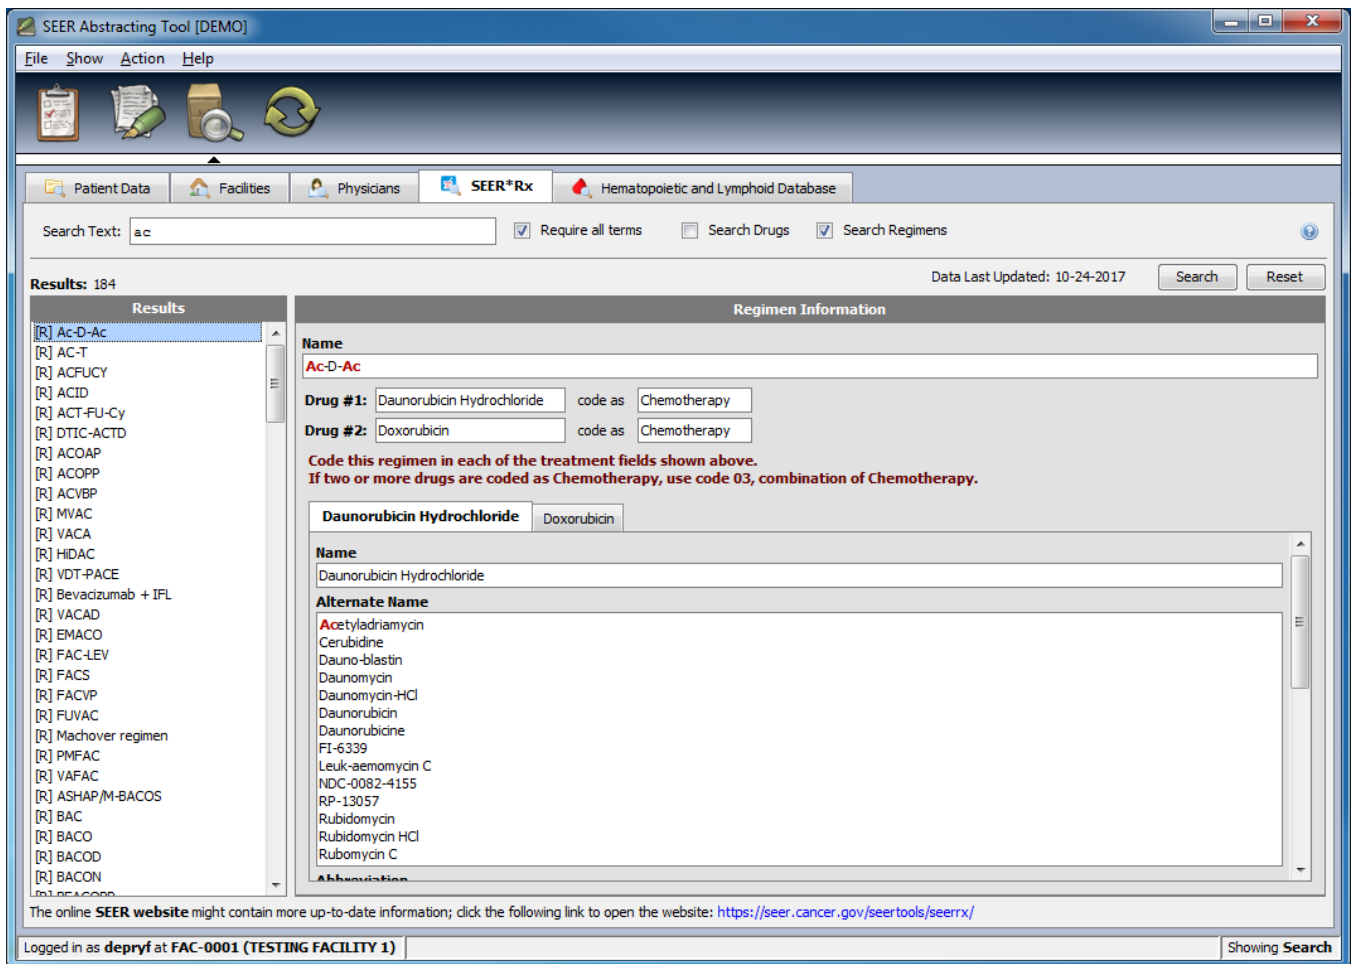 SEER Abstracting Tool [DEMO]
File Show Action Help
Patient Data Facilities Physicians SEER*Rx Hematopoietic and Lymphoid Database
Search Text: ac Require all terms Search Drugs Search Regimens
Results: 184 Data Last Updated: 10-24-2017 Search Reset
Results
[R] Ac-D-Ac
[R] AC-T
[R] ACFUCY
[R] ACID
[R] ACT-FU-Cy
[R] DTIC-ACTD
[R] ACOAP
[R] ACOPP
[R] ACVBP
[R] MVAC
[R] VACA
[R] HiDAC
[R] VDT-PACE
[R] Bevacizumab + IFL
[R] VACAD
[R] EMACO
[R] FAC-LEV
[R] FACS
[R] FACVP
[R] FUVAC
[R] Machover regimen
[R] PMFAC
[R] VAFAC
[R] ASHAP/M-BACOS
[R] BAC
[R] BACO
[R] BACOD
[R] BACON
[R] BEACOPP
Regimen Information
Name
Ac-D-Ac
Drug #1: Daunorubicin Hydrochloride code as Chemotherapy
Drug #2: Doxorubicin code as Chemotherapy
Code this regimen in each of the treatment fields shown above.
If two or more drugs are coded as Chemotherapy, use code 03, combination of Chemotherapy.
Daunorubicin Hydrochloride Doxorubicin
Name
Daunorubicin Hydrochloride
Alternate Name
Acetyladriamycin
Cerubidine
Dauno-blastin
Daunomycin
Daunomycin-HCl
Daunorubicin
Daunorubicine
FI-6339
Leuk-aemomycin C
NDC-0082-4155
RP-13057
Rubidomycin
Rubidomycin HCl
Rubomycin C
Abbreviation
The online SEER website might contain more up-to-date information; click the following link to open the website: https://seer.cancer.gov/seertools/seerrx/
Logged in as depryf at FAC-0001 (TESTING FACILITY 1) Showing Search